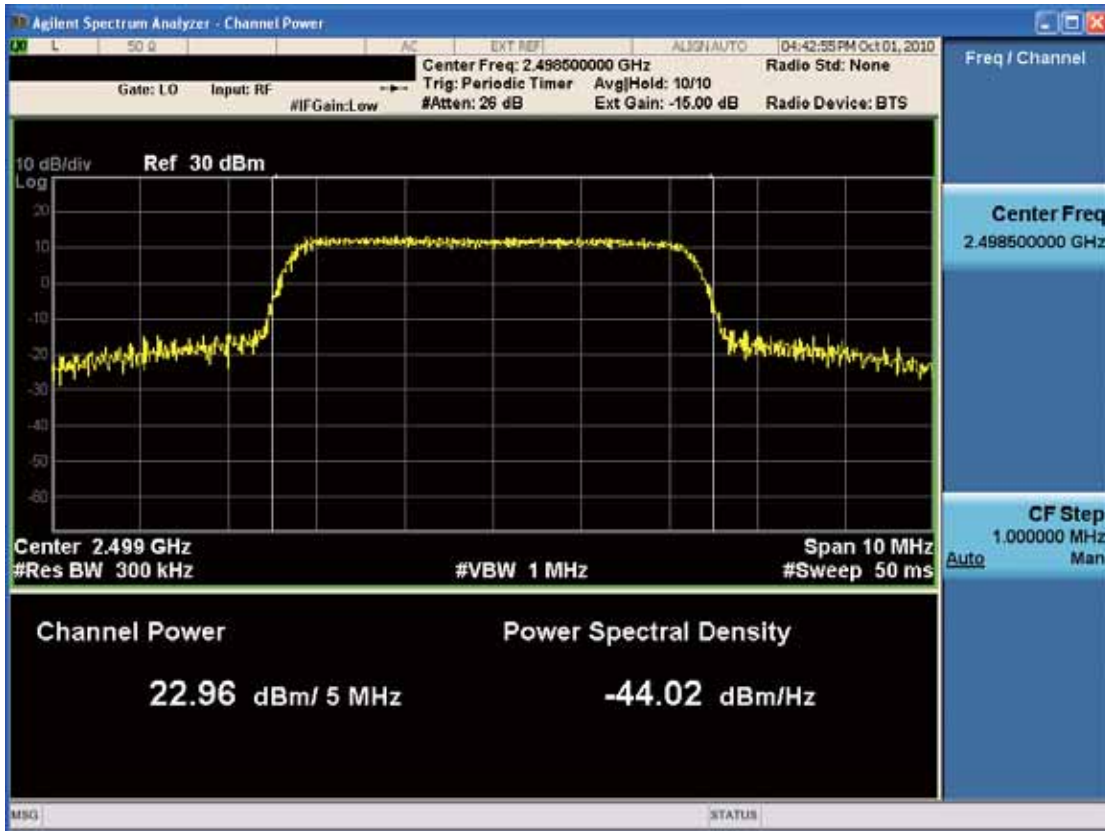 Agilent Spectrum Analyzer - Channel Power
L 50 Ω AC EXT REF ALIGN AUTO 04:42:55 PM Oct 01, 2010
Center Freq: 2.498500000 GHz Radio Std: None
Gate: LO Input: RF Trig: Periodic Timer Avg|Hold: 10/10
#IFGain:Low #Atten: 26 dB Ext Gain: -15.00 dB Radio Device: BTS
10 dB/div Ref 30 dBm
Log
20
10
0
-10
-20
-30
-40
-50
-60
Center 2.499 GHz Span 10 MHz
#Res BW 300 kHz #VBW 1 MHz #Sweep 50 ms
Channel Power Power Spectral Density
22.96 dBm/ 5 MHz -44.02 dBm/Hz
MSG STATUS
Freq / Channel
Center Freq
2.498500000 GHz
CF Step
1.000000 MHz
Auto Man